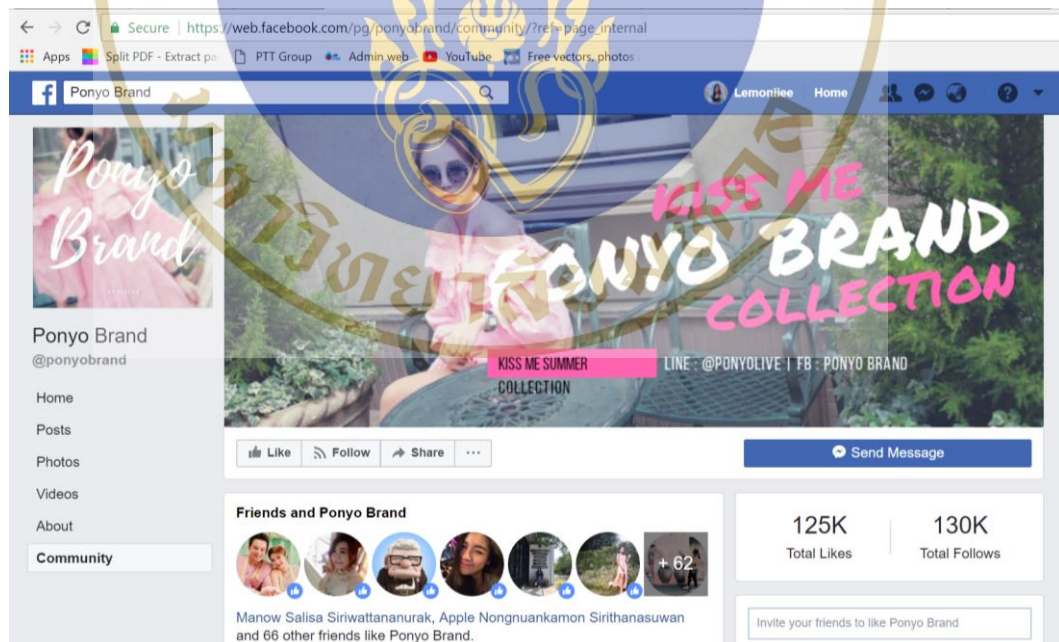 Secure https://web.facebook.com/pg/ponyobrand/community/?ref=page_internal
Apps Split PDF - Extract pa PTT Group Admin web YouTube Free vectors, photos
Ponyo Brand Lemonliee Home
Ponyo
Brand
KISS ME
PONYO BRAND
COLLECTION
KISS ME SUMMER
COLLECTION
LINE : @PONYOLIVE | FB : PONYO BRAND
Ponyo Brand
@ponyobrand
Home
Posts
Photos
Videos
About
Community
Like Follow Share ...
Send Message
Friends and Ponyo Brand
+ 62
Manow Salisa Siriwattananurak, Apple Nongnuankamon Sirithanasuwan
and 66 other friends like Ponyo Brand.
125K 130K
Total Likes Total Follows
Invite your friends to like Ponyo Brand